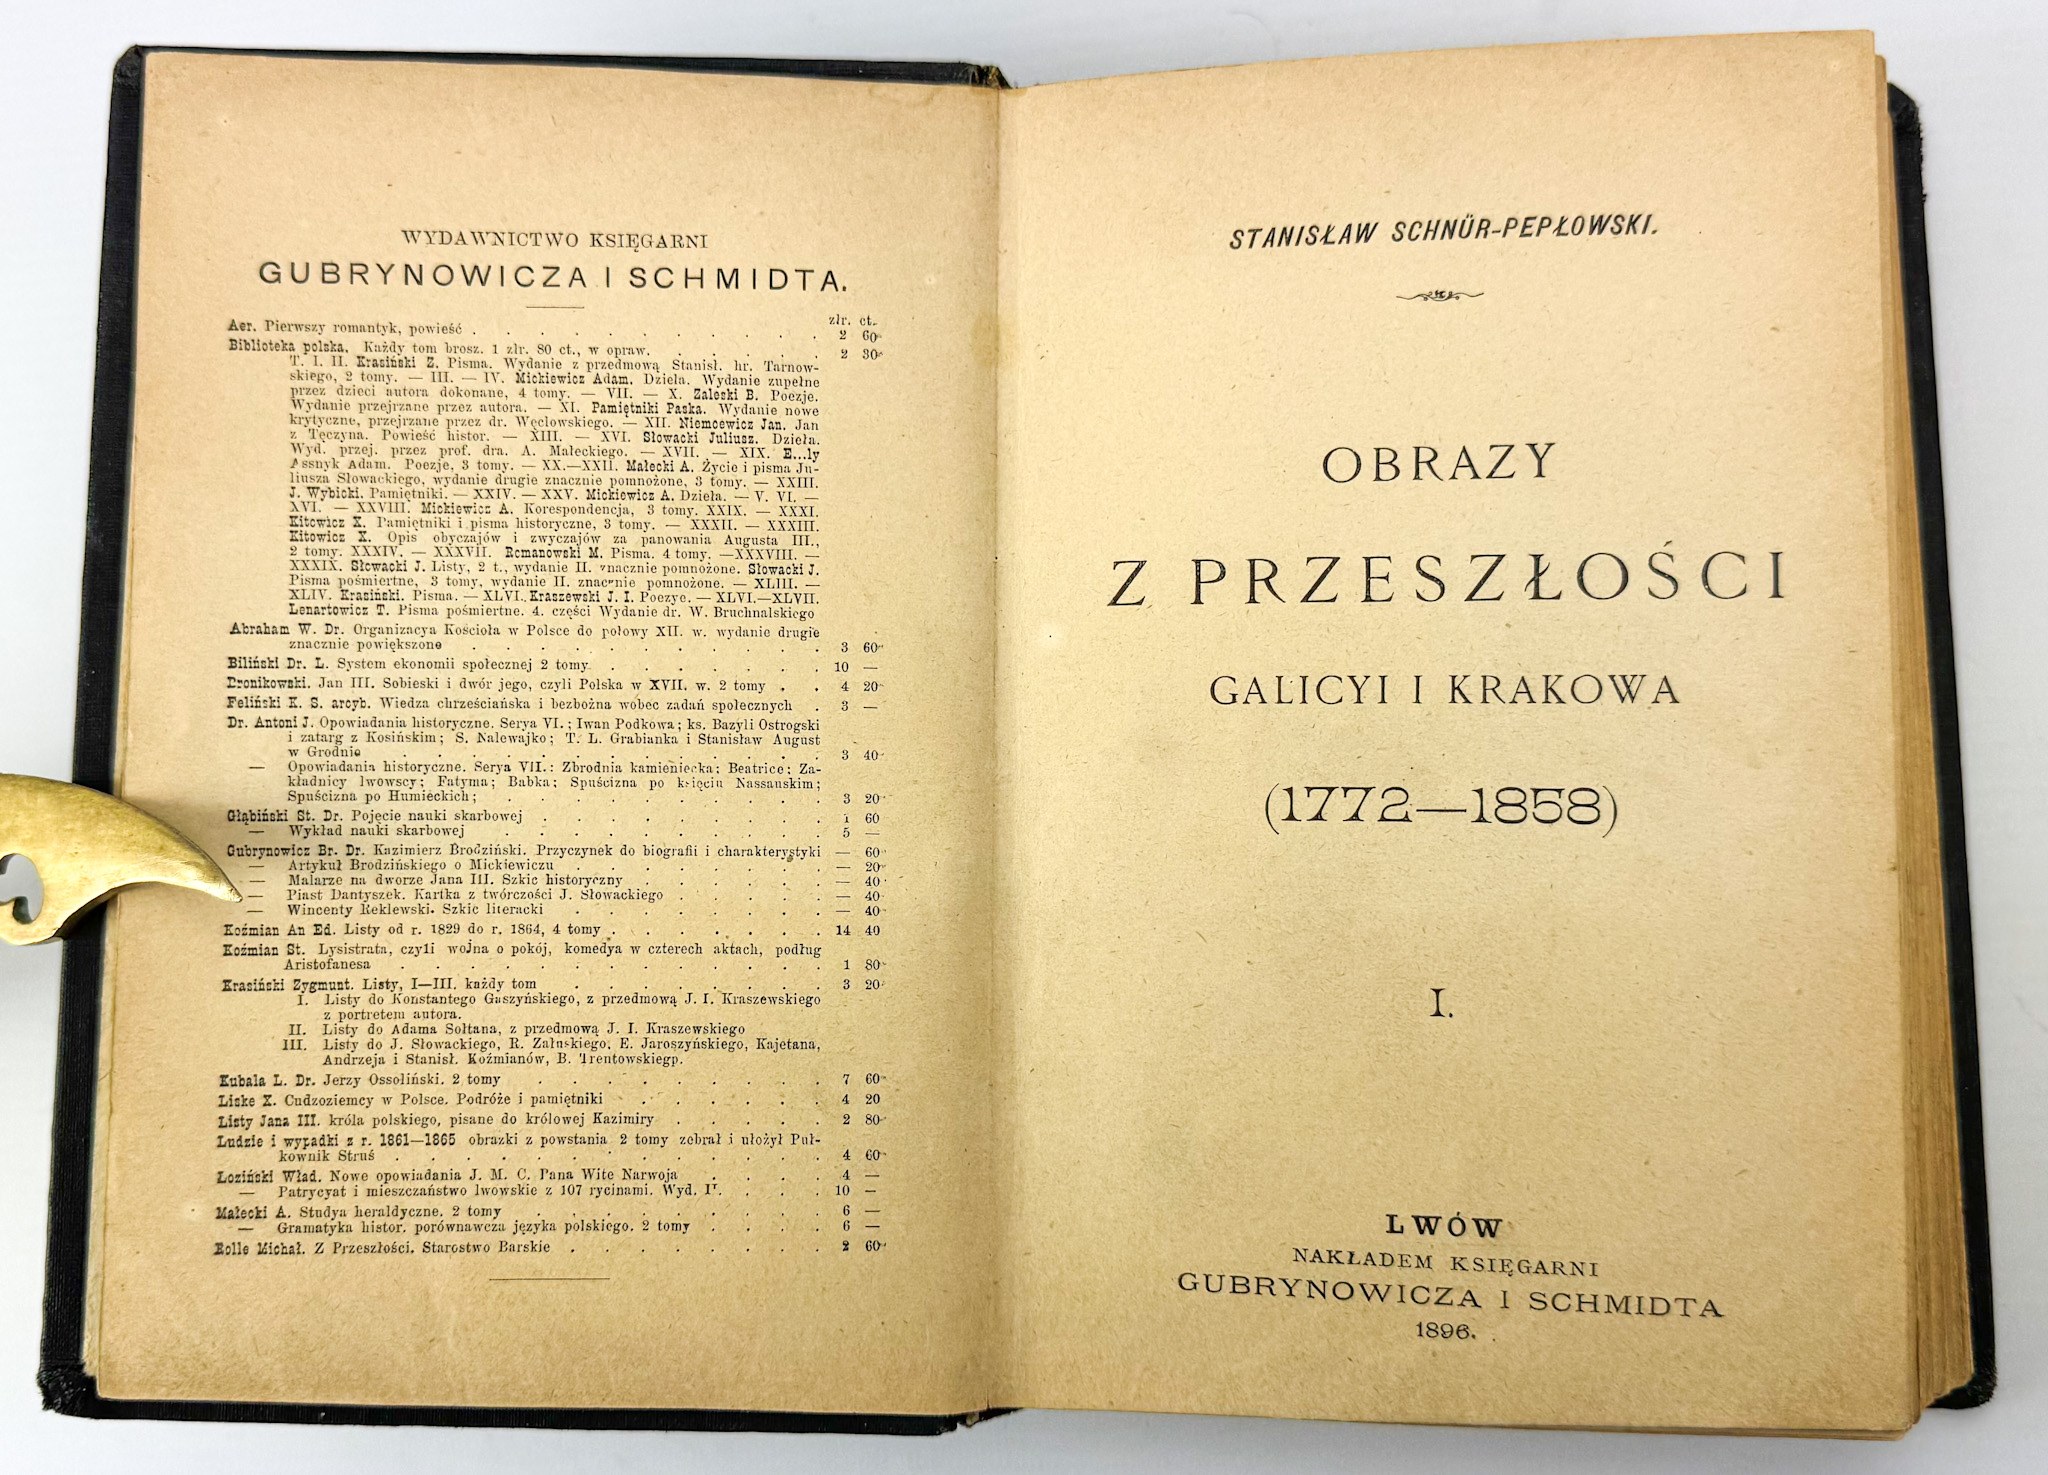 WYDAWNICTWO KSIĘGARNI
GUBRYNOWICZA I SCHMIDTA.
złr. ct.
Aer. Pierwszy romantyk, powieść . . . . . . . . . . 2 60
Biblioteka polska. Każdy tom brosz. 1 zlr. 80 ct., w opraw. . . . . . 2 30
T. I. II. Krasiński Z. Pisma. Wydanie z przedmową Stanisł. hr. Tarnow-
skiego, 2 tomy. — III. — IV. Mickiewicz Adam. Dzieła. Wydanie zupełne
przez dzieci autora dokonane, 4 tomy. — VII. — X. Zaleski B. Poezje.
Wydanie przejrzane przez autora. — XI. Pamiętniki Paska. Wydanie nowe
krytyczne, przejrzane przez dr. Węclowskiego. — XII. Niemcewicz Jan. Jan
z Tęczyna. Powieść histor. — XIII. — XVI. Słowacki Juliusz. Dzieła.
Wyd. przej. przez prof. dra. A. Małeckiego. — XVII. — XIX. E...ly
Assnyk Adam. Poezje, 3 tomy. — XX.—XXII. Małecki A. Życie i pisma Ju-
liusza Słowackiego, wydanie drugie znacznie pomnożone, 3 tomy. — XXIII.
J. Wybicki. Pamiętniki. — XXIV. — XXV. Mickiewicz A. Dzieła. — V. VI. —
XVI. — XXVIII. Mickiewicz A. Korespondencja, 3 tomy. XXIX. — XXXI.
Kitowicz X. Pamiętniki i pisma historyczne, 3 tomy. — XXXII. — XXXIII.
Kitowicz X. Opis obyczajów i zwyczajów za panowania Augusta III.,
2 tomy. XXXIV. — XXXVII. Romanowski M. Pisma. 4 tomy. —XXXVIII. —
XXXIX. Słowacki J. Listy, 2 t., wydanie II. znacznie pomnożone. Słowacki J.
Pisma pośmiertne, 3 tomy, wydanie II. znacznie pomnożone. — XLIII. —
XLIV. Krasiński. Pisma. — XLVI. Kraszewski J. I. Poezye. — XLVI.—XLVII.
Lenartowicz T. Pisma pośmiertne. 4. części Wydanie dr. W. Bruchnalskiego
Abraham W. Dr. Organizacya Kościoła w Polsce do połowy XII. w. wydanie drugie
znacznie powiększone . . . . . . . . . . 3 60
Biliński Dr. L. System ekonomii społecznej 2 tomy . . . . . . . 10 —
Dronikowski. Jan III. Sobieski i dwór jego, czyli Polska w XVII. w. 2 tomy . . 4 20
Feliński K. S. arcyb. Wiedza chrześciańska i bezbożna wobec zadań społecznych . 3 —
Dr. Antoni J. Opowiadania historyczne. Serya VI.; Iwan Podkowa; ks. Bazyli Ostrogski
i zatarg z Kosińskim; S. Nalewajko; T. L. Grabianka i Stanisław August
w Grodnie . . . . . . . . . . . . 3 40
— Opowiadania historyczne. Serya VII.: Zbrodnia kamieniecka; Beatrice; Za-
kładnicy lwowscy; Fatyma; Babka; Spuścizna po księciu Nassauskim;
Spuścizna po Humieckich; . . . . . . . . . 3 20
Głąbiński St. Dr. Pojęcie nauki skarbowej . . . . . . . . 1 60
— Wykład nauki skarbowej . . . . . . . . . 5 —
Gubrynowicz Br. Dr. Kazimierz Brodziński. Przyczynek do biografii i charakterystyki — 60
— Artykuł Brodzińskiego o Mickiewiczu . . . . . . . — 20
— Malarze na dworze Jana III. Szkic historyczny . . . . . . — 40
— Piast Dantyszek. Kartka z twórczości J. Słowackiego . . . . . — 40
— Wincenty Reklewski. Szkic literacki . . . . . . . — 40
Koźmian An Ed. Listy od r. 1829 do r. 1864, 4 tomy . . . . . . 14 40
Koźmian St. Lysistrata, czyli wojna o pokój, komedya w czterech aktach, podług
Aristofanesa . . . . . . . . . . . . 1 80
Krasiński Zygmunt. Listy, I—III. każdy tom . . . . . . . . 3 20
I. Listy do Konstantego Gaszyńskiego, z przedmową J. I. Kraszewskiego
z portretem autora.
II. Listy do Adama Sołtana, z przedmową J. I. Kraszewskiego
III. Listy do J. Słowackiego, R. Załuskiego, E. Jaroszyńskiego, Kajetana,
Andrzeja i Stanisł. Koźmianów, B. Trentowskiegp.
Kubala L. Dr. Jerzy Ossoliński. 2 tomy . . . . . . . . . 7 60
Liske X. Cudzoziemcy w Polsce. Podróże i pamiętniki . . . . . . 4 20
Listy Jana III. króla polskiego, pisane do królowej Kazimiry . . . . . 2 80
Ludzie i wypadki z r. 1861—1865 obrazki z powstania 2 tomy zebrał i ułożył Puł-
kownik Struś . . . . . . . . . . . . 4 60
Łoziński Wład. Nowe opowiadania J. M. C. Pana Wite Narwoja . . . . 4 —
— Patrycyat i mieszczaństwo lwowskie z 107 rycinami. Wyd. II. . . . 10 —
Małecki A. Studya heraldyczne. 2 tomy . . . . . . . . . 6 —
— Gramatyka histor. porównawcza języka polskiego. 2 tomy . . . . 6 —
Rolle Michał. Z Przeszłości. Starostwo Barskie . . . . . . . . 2 60
STANISŁAW SCHNÜR-PEPŁOWSKI.
OBRAZY
Z PRZESZŁOŚCI
GALICYI I KRAKOWA
(1772—1858)
I.
LWÓW
NAKŁADEM KSIĘGARNI
GUBRYNOWICZA I SCHMIDTA
1896.